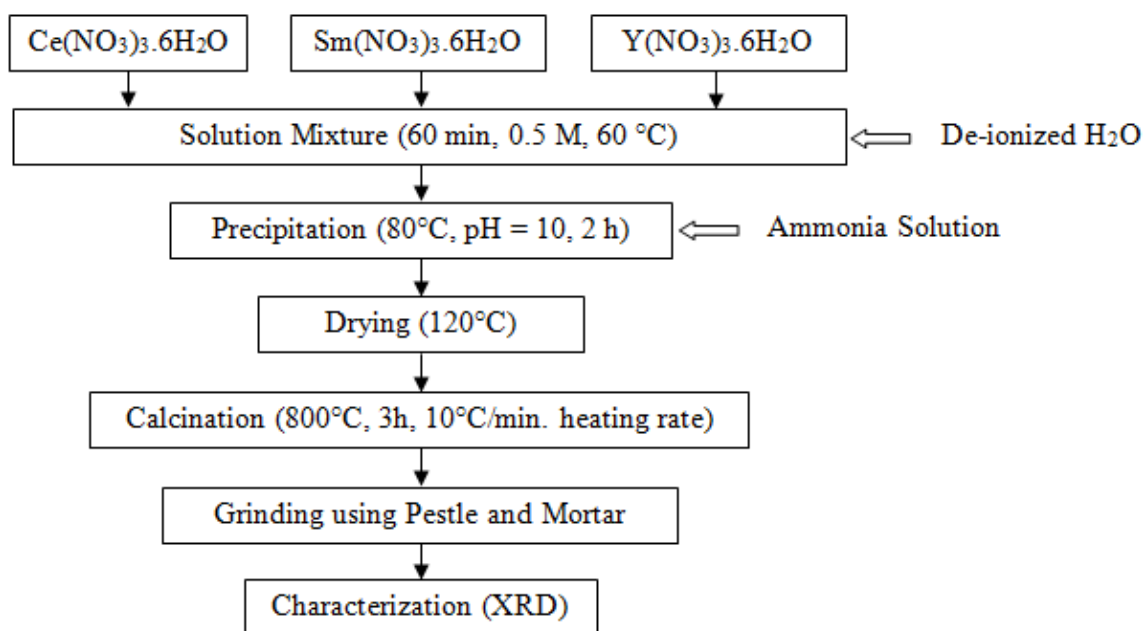 Ce(NO₃)₃.6H₂O
Sm(NO₃)₃.6H₂O
Y(NO₃)₃.6H₂O
Solution Mixture (60 min, 0.5 M, 60 °C)
De-ionized H₂O
Precipitation (80°C, pH = 10, 2 h)
Ammonia Solution
Drying (120°C)
Calcination (800°C, 3h, 10°C/min. heating rate)
Grinding using Pestle and Mortar
Characterization (XRD)